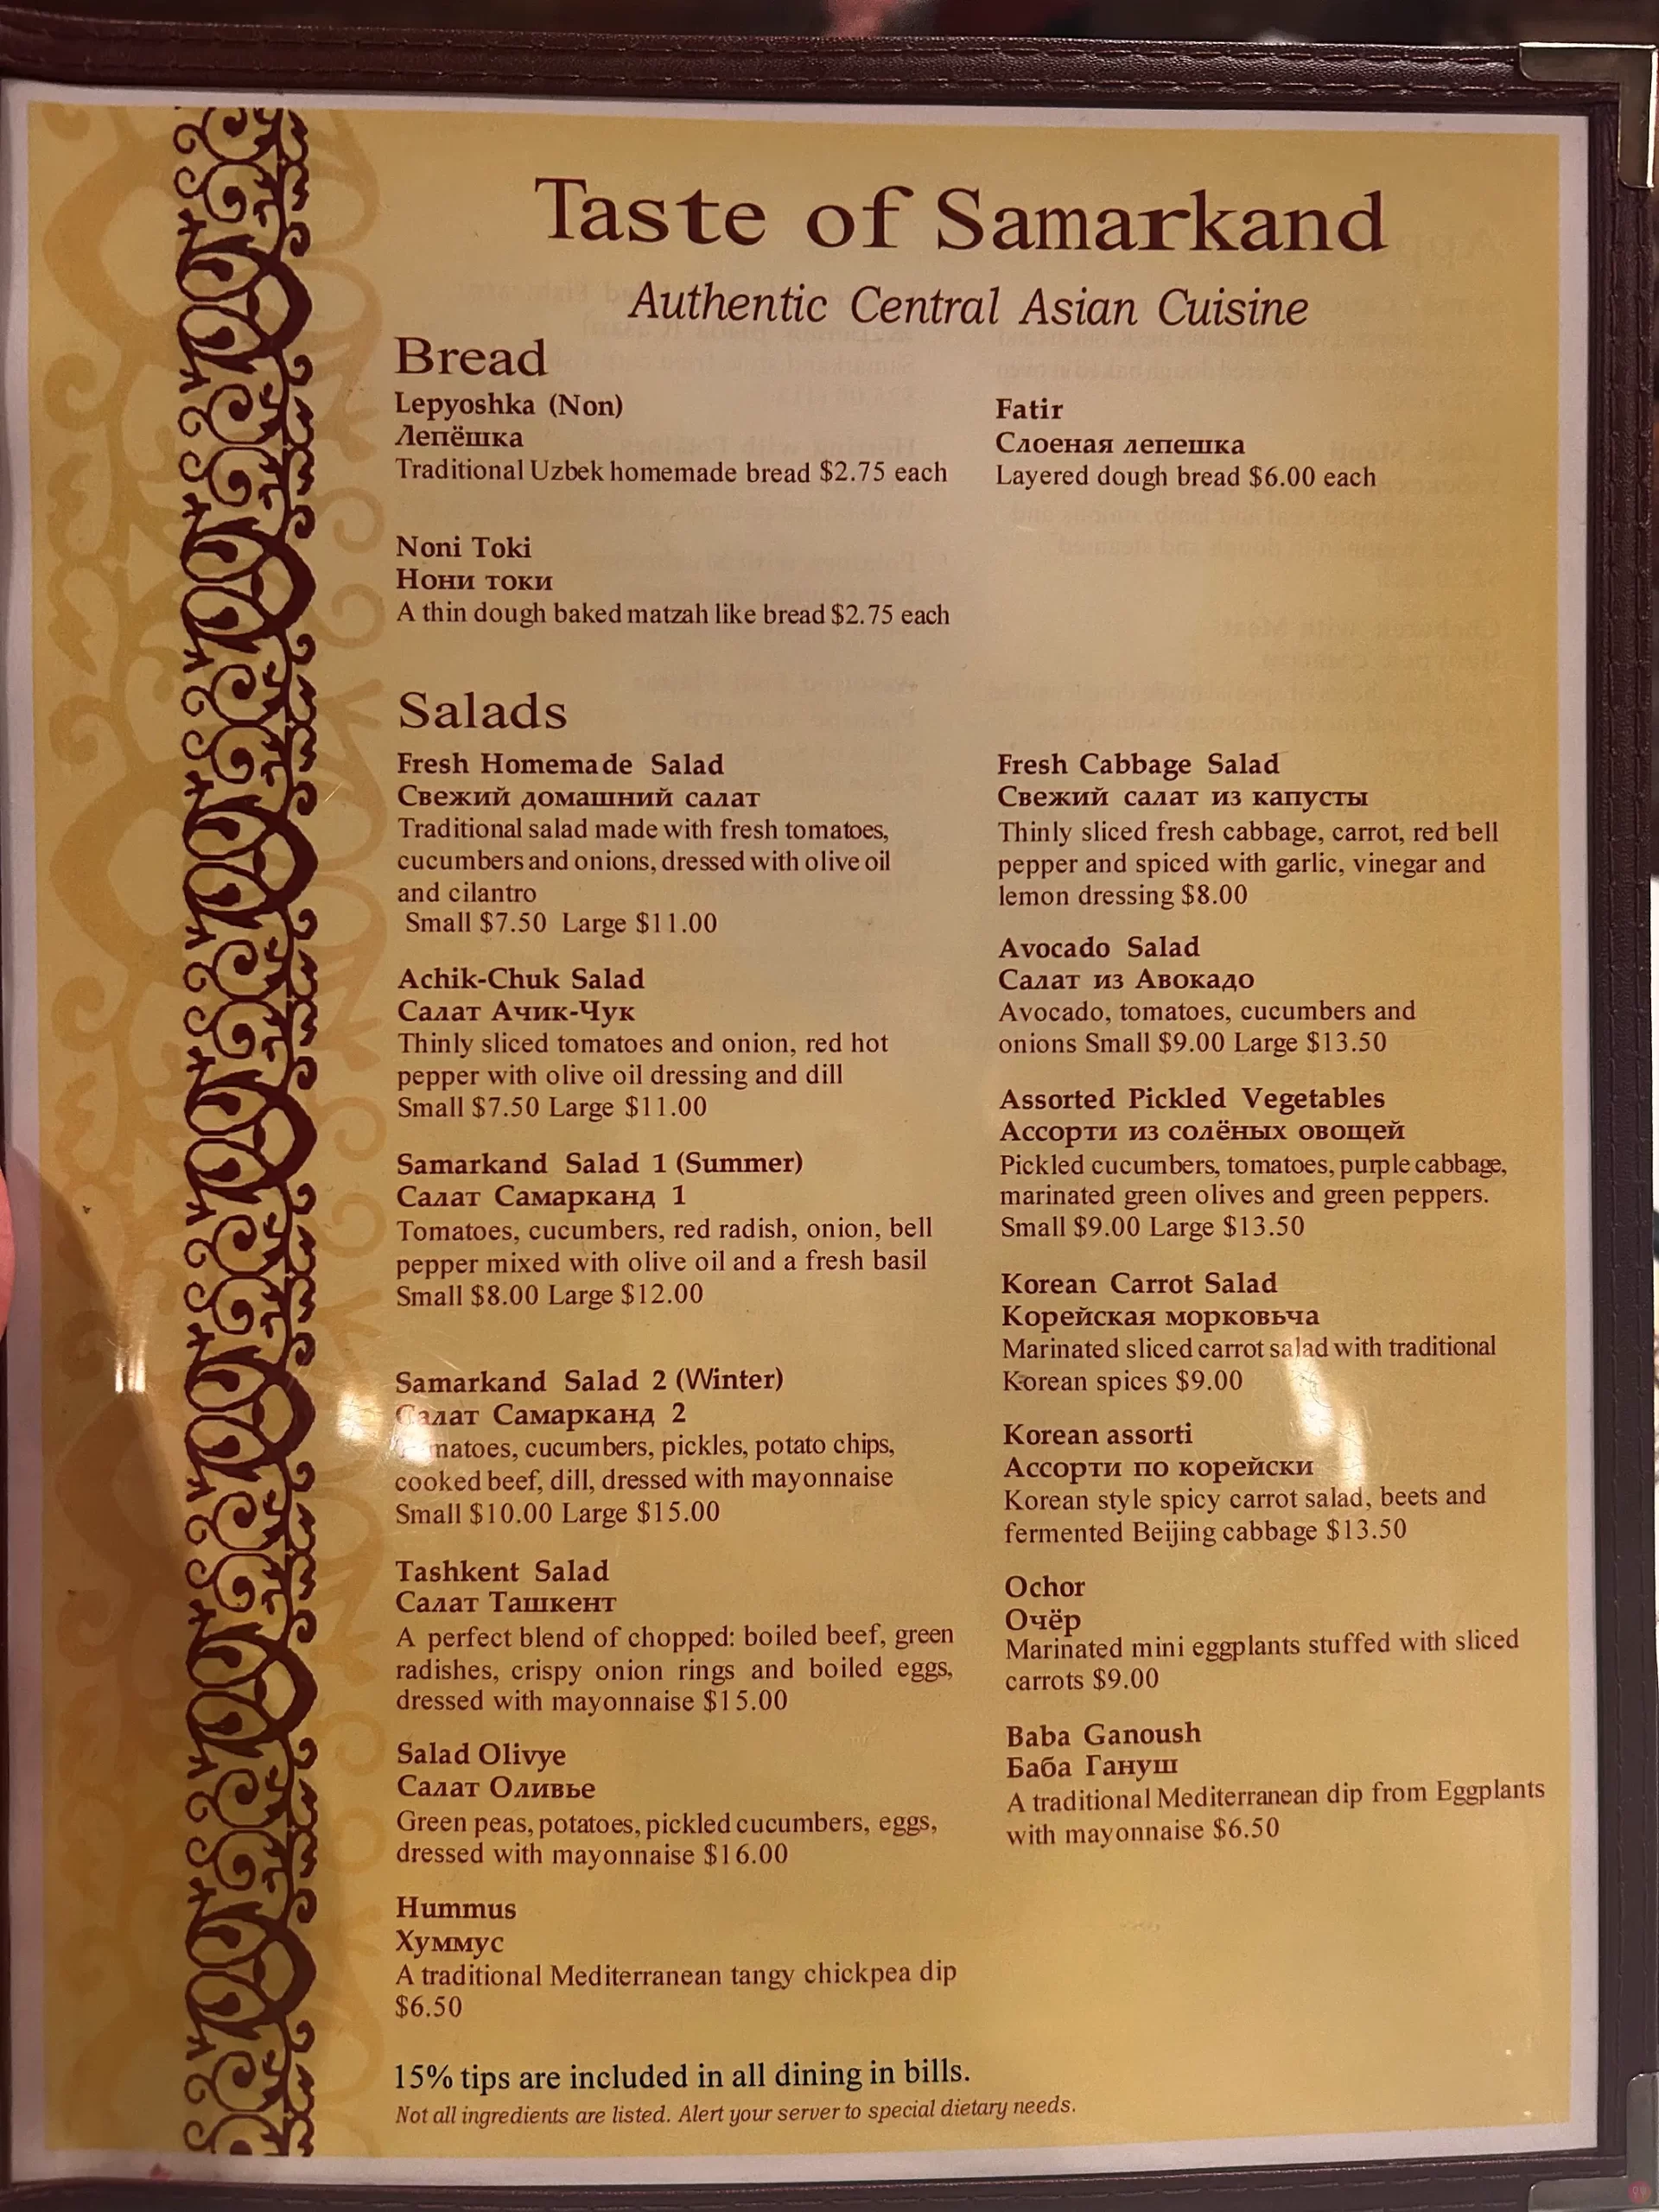 Taste of Samarkand
Authentic Central Asian Cuisine
Bread
Lepyoshka (Non)
Лепёшка
Traditional Uzbek homemade bread $2.75 each
Noni Toki
Нони токи
A thin dough baked matzah like bread $2.75 each
Fatir
Слоеная лепешка
Layered dough bread $6.00 each
Salads
Fresh Homemade Salad
Свежий домашний салат
Traditional salad made with fresh tomatoes,
cucumbers and onions, dressed with olive oil
and cilantro
Small $7.50 Large $11.00
Achik-Chuk Salad
Салат Ачик-Чук
Thinly sliced tomatoes and onion, red hot
pepper with olive oil dressing and dill
Small $7.50 Large $11.00
Samarkand Salad 1 (Summer)
Салат Самарканд 1
Tomatoes, cucumbers, red radish, onion, bell
pepper mixed with olive oil and a fresh basil
Small $8.00 Large $12.00
Samarkand Salad 2 (Winter)
Салат Самарканд 2
Tomatoes, cucumbers, pickles, potato chips,
cooked beef, dill, dressed with mayonnaise
Small $10.00 Large $15.00
Tashkent Salad
Салат Ташкент
A perfect blend of chopped: boiled beef, green
radishes, crispy onion rings and boiled eggs,
dressed with mayonnaise $15.00
Salad Olivye
Салат Оливье
Green peas, potatoes, pickled cucumbers, eggs,
dressed with mayonnaise $16.00
Hummus
Хуммус
A traditional Mediterranean tangy chickpea dip
$6.50
Fresh Cabbage Salad
Свежий салат из капусты
Thinly sliced fresh cabbage, carrot, red bell
pepper and spiced with garlic, vinegar and
lemon dressing $8.00
Avocado Salad
Салат из Авокадо
Avocado, tomatoes, cucumbers and
onions Small $9.00 Large $13.50
Assorted Pickled Vegetables
Ассорти из солёных овощей
Pickled cucumbers, tomatoes, purple cabbage,
marinated green olives and green peppers.
Small $9.00 Large $13.50
Korean Carrot Salad
Корейская морковьча
Marinated sliced carrot salad with traditional
Korean spices $9.00
Korean assorti
Ассорти по корейски
Korean style spicy carrot salad, beets and
fermented Beijing cabbage $13.50
Ochor
Очёр
Marinated mini eggplants stuffed with sliced
carrots $9.00
Baba Ganoush
Баба Гануш
A traditional Mediterranean dip from Eggplants
with mayonnaise $6.50
15% tips are included in all dining in bills.
Not all ingredients are listed. Alert your server to special dietary needs.